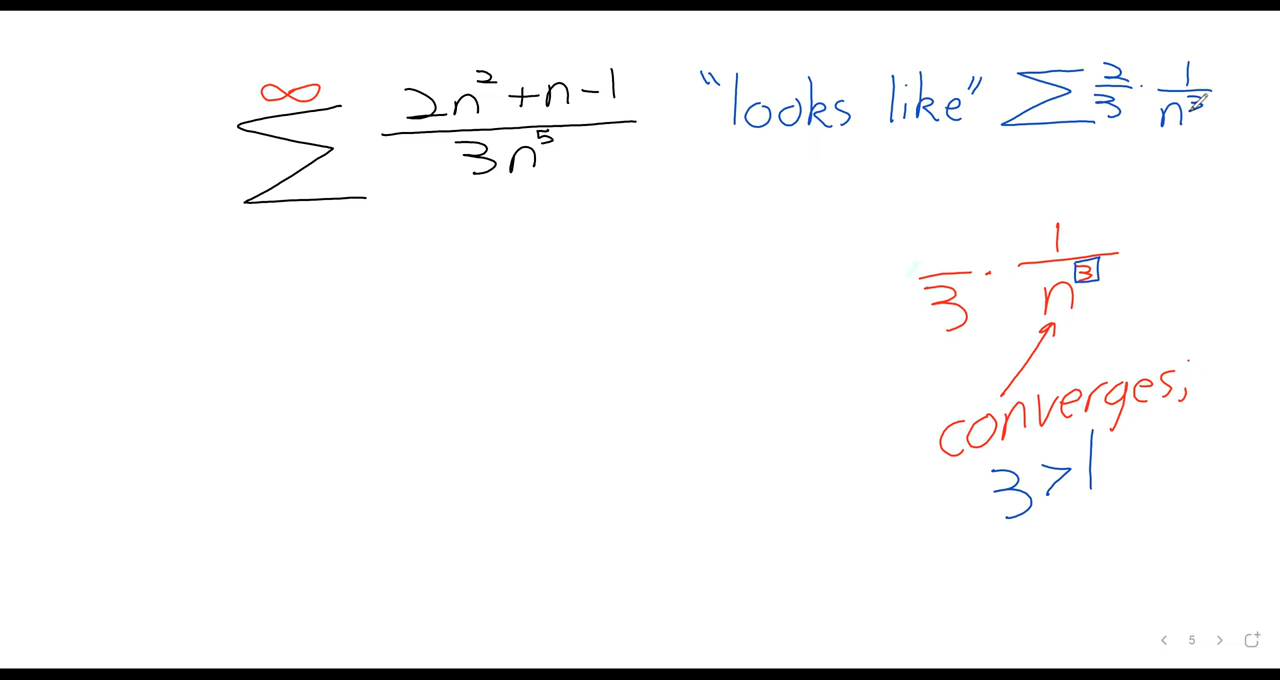 ∞ ∑ (2n² + n - 1)/(3n⁵) "looks like" ∑ 2/3 · 1/n³
/3 · 1/n³
converges;
3 > 1
< 5 >